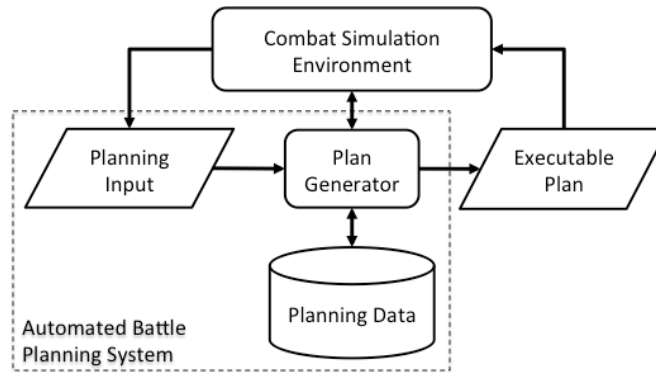 Combat Simulation
Environment
Planning
Input
Plan
Generator
Executable
Plan
Planning Data
Automated Battle
Planning System